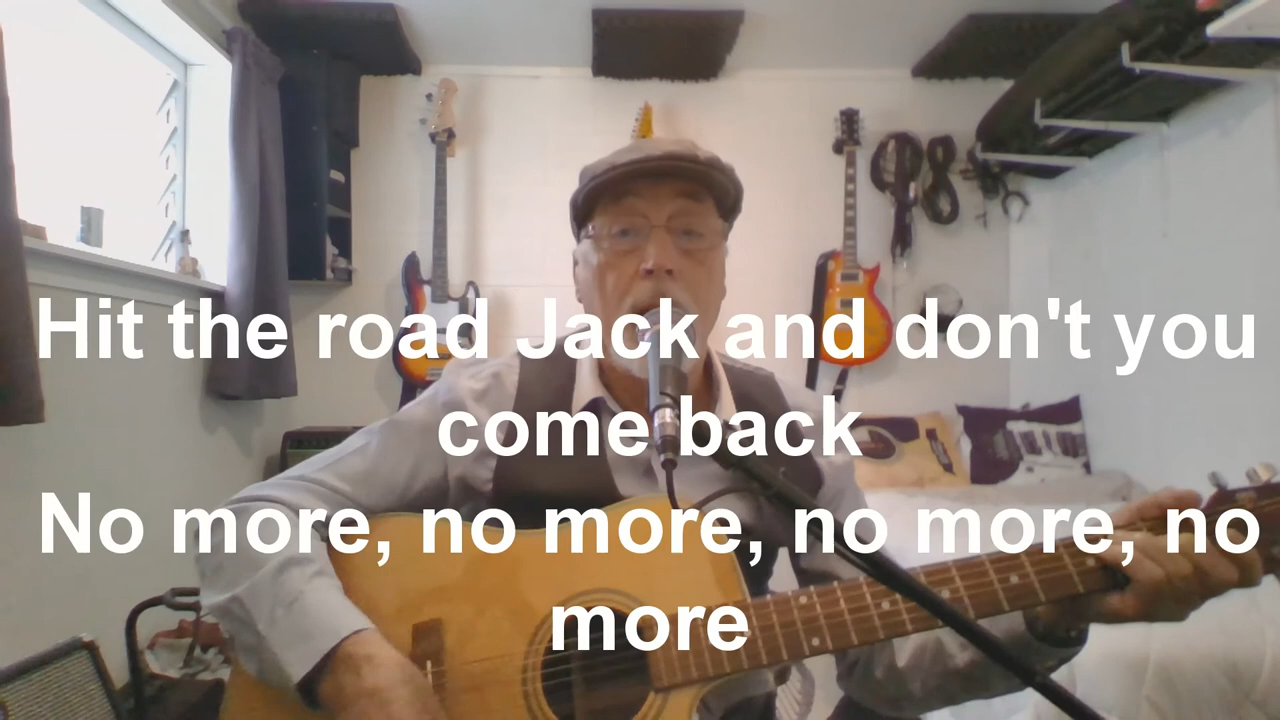 Hit the road Jack and don't you
come back
No more, no more, no more, no
more